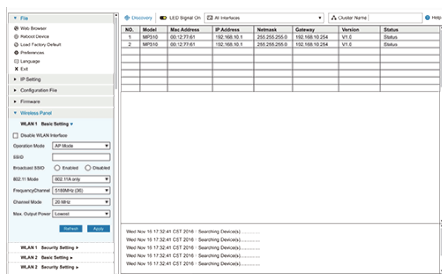 File
Web Browser
Reboot Device
Load Factory Default
Preferences
Language
Exit
IP Setting
Configuration File
Firmware
Wireless Panel
WLAN 1 Basic Setting
Disable WLAN Interface
Operation Mode AP Mode
SSID
Broadcast SSID Enabled Disabled
802.11 Mode 802.11A only
Frequency/Channel 5180MHz (36)
Channel Mode 20 MHz
Max. Output Power Lowest
Refresh Apply
WLAN 1 Security Setting
WLAN 2 Basic Setting
WLAN 2 Security Setting
Discovery LED Signal On All Interfaces Cluster Name Help
NO. Model Mac Address IP Address Netmask Gateway Version Status
1 MP510 00:12:77:61 192.168.10.1 255.255.255.0 192.168.10.254 V1.0 Status
2 MP510 00:12:77:61 192.168.10.1 255.255.255.0 192.168.10.254 V1.0 Status
Wed Nov 16 17:32:41 CST 2016 : Searching Device(s)..............
Wed Nov 16 17:32:41 CST 2016 : Searching Device(s)..............
Wed Nov 16 17:32:41 CST 2016 : Searching Device(s)..............
Wed Nov 16 17:32:41 CST 2016 : Searching Device(s)..............
Wed Nov 16 17:32:41 CST 2016 : Searching Device(s)..............